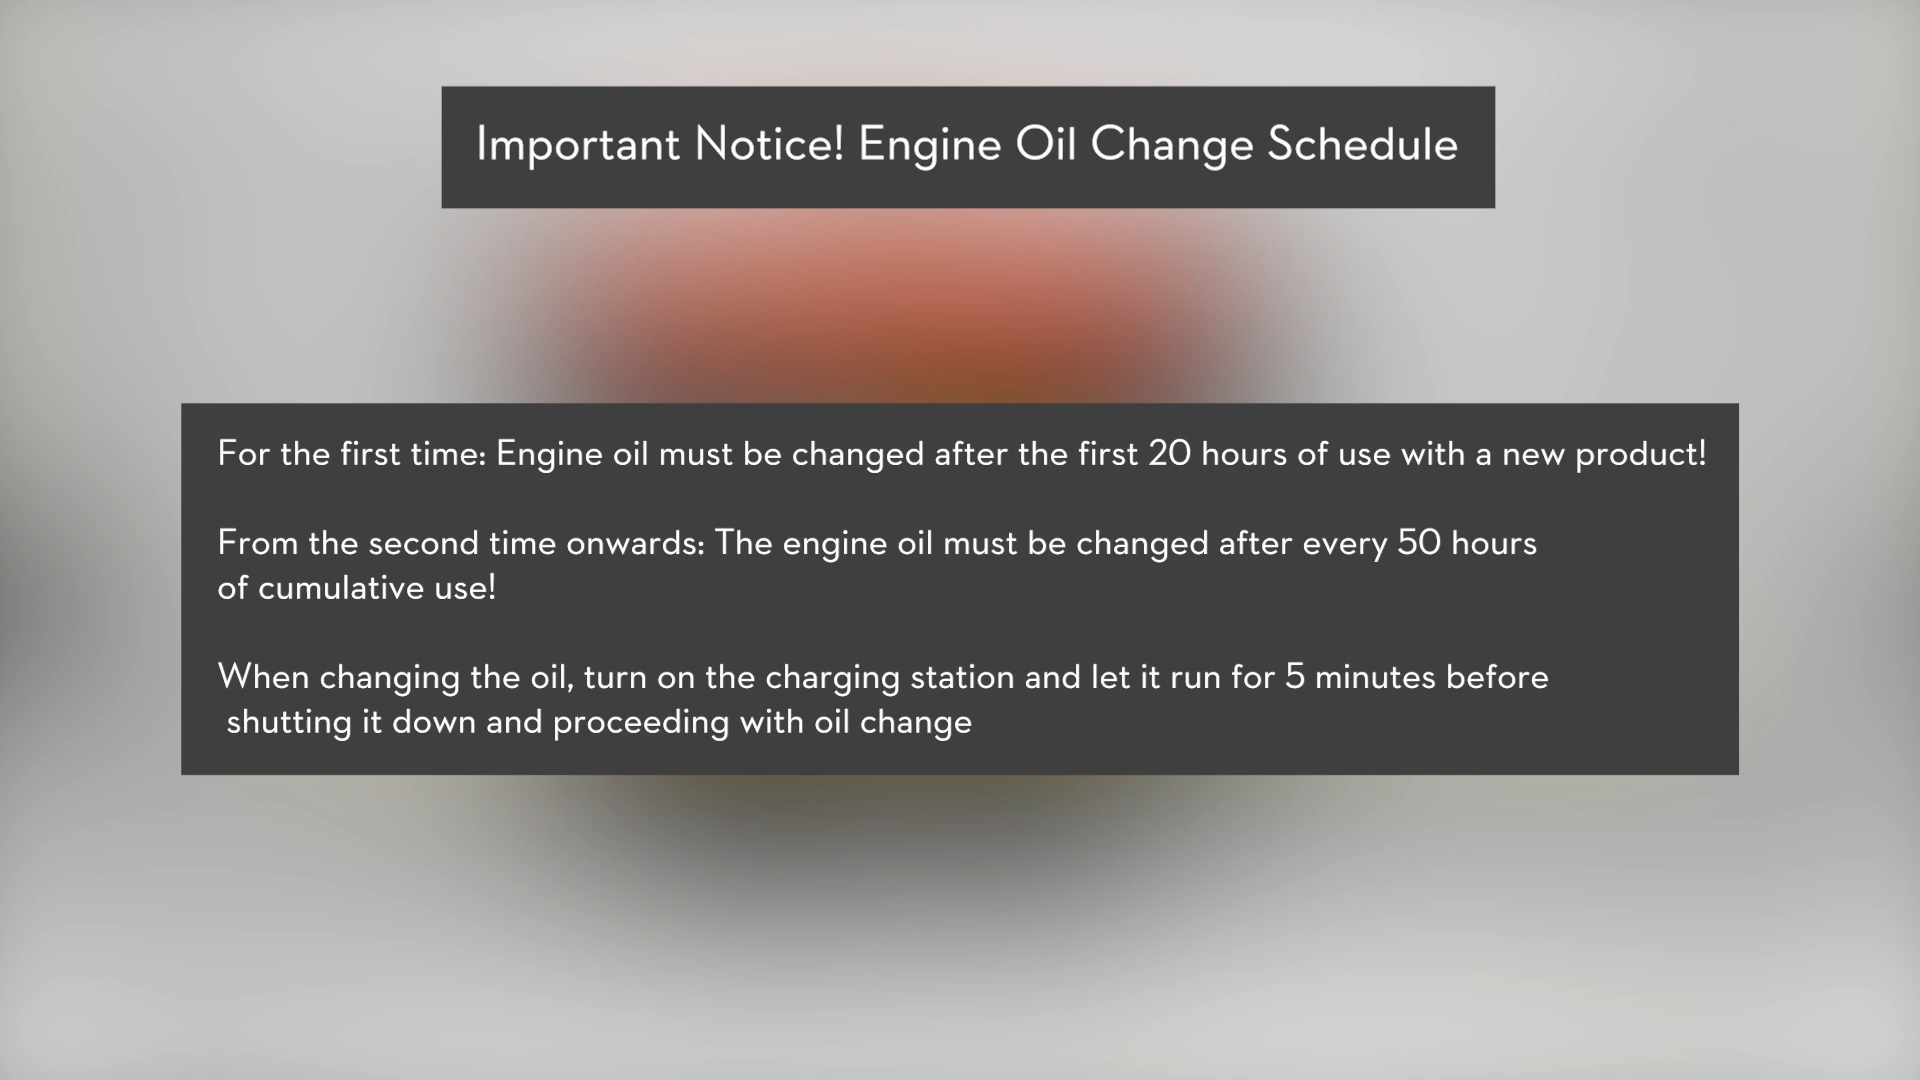 Important Notice! Engine Oil Change Schedule
For the first time: Engine oil must be changed after the first 20 hours of use with a new product!
From the second time onwards: The engine oil must be changed after every 50 hours
of cumulative use!
When changing the oil, turn on the charging station and let it run for 5 minutes before
shutting it down and proceeding with oil change